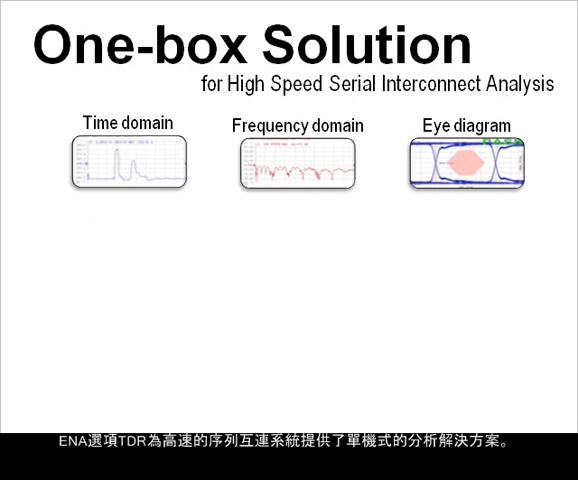 One-box Solution
for High Speed Serial Interconnect Analysis
Time domain Frequency domain Eye diagram
ENA選項TDR為高速的序列互連系統提供了單機式的分析解決方案。